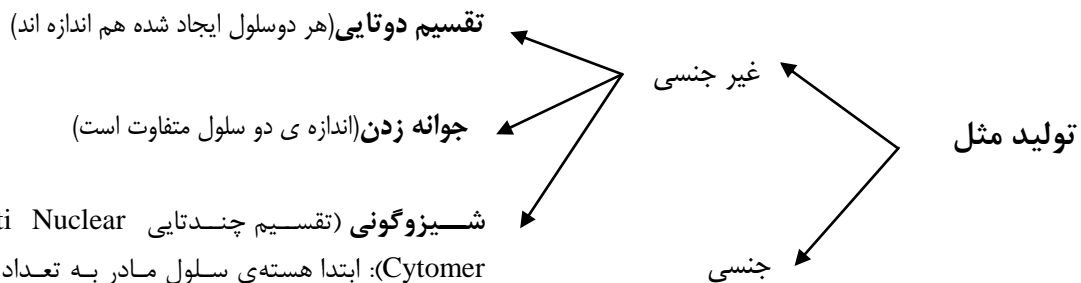 تولید مثل
غیر جنسی
تقسیم دوتایی(هر دوسلول ایجاد شده هم اندازه اند)
جوانه زدن(اندازه ی دو سلول متفاوت است)
شیزوگونی (تقسیم چندتایی Nuclear
Cytomer): ابتدا هسته‌ی سلول مادر به تعداد
جنسی